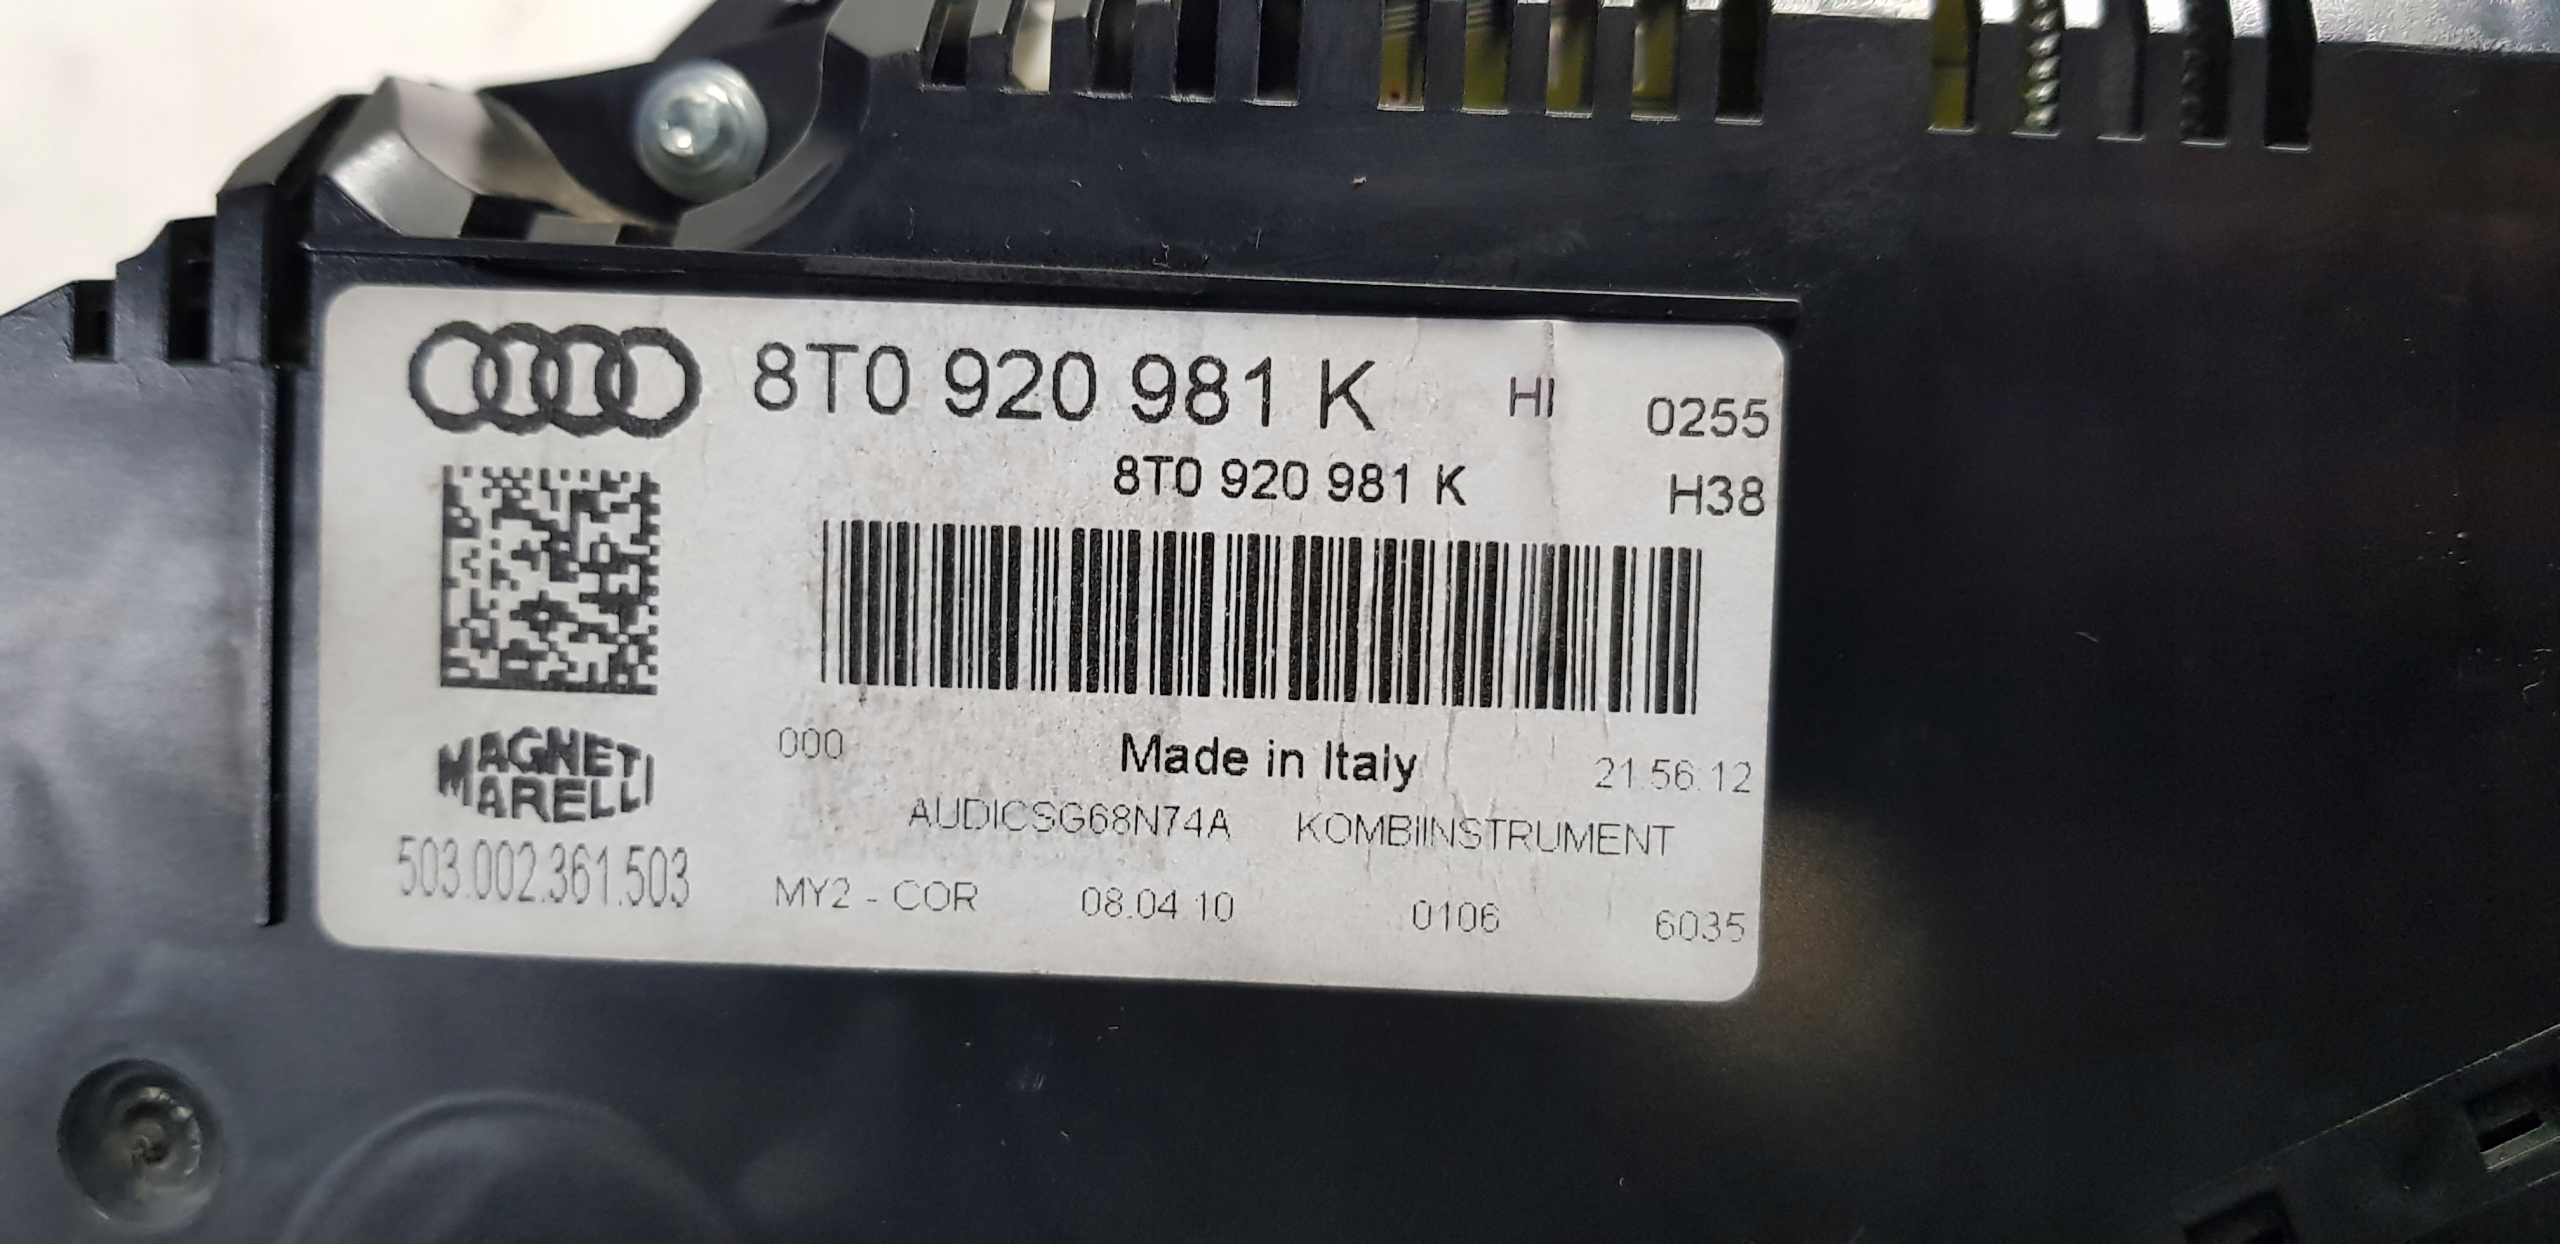 8T0 920 981 K HI 0255
8T0 920 981 K H38
000 Made in Italy 21.56.12
MAGNETI
MARELLI
AUDICSG68N74A KOMBIINSTRUMENT
503.002.361.503
MY2 - COR 08.04.10 0106 6035